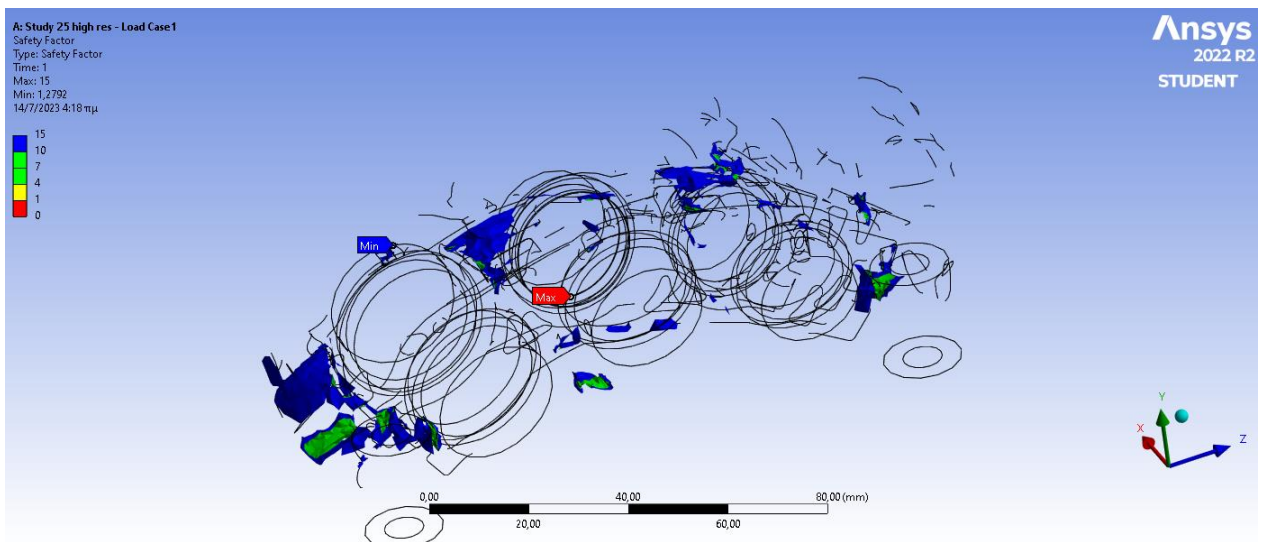 A: Study 25 high res - Load Case1
Safety Factor
Type: Safety Factor
Time: 1
Max: 15
Min: 1,2792
14/7/2023 4:18 πμ
15
10
7
4
1
0
Ansys
2022 R2
STUDENT
Min
Max
Y
X
Z
0,00
40,00
80,00 (mm)
20,00
60,00